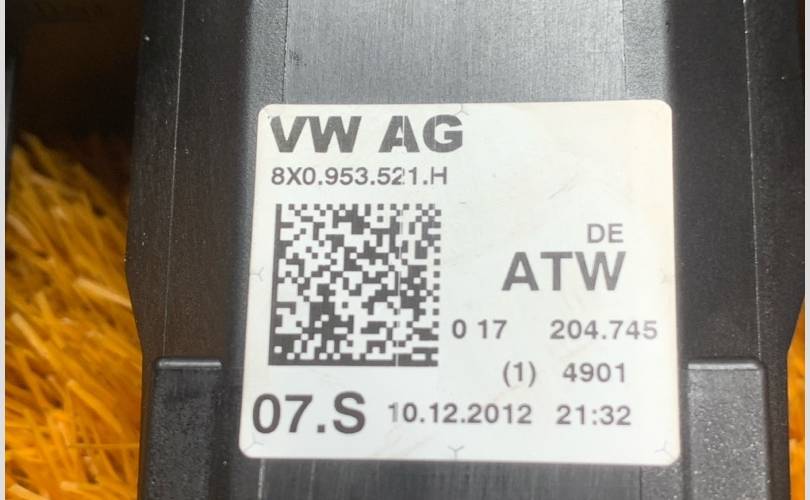 VW AG
8X0.953.521.H
DE
ATW
0 17 204.745
(1) 4901
07.S 10.12.2012 21:32